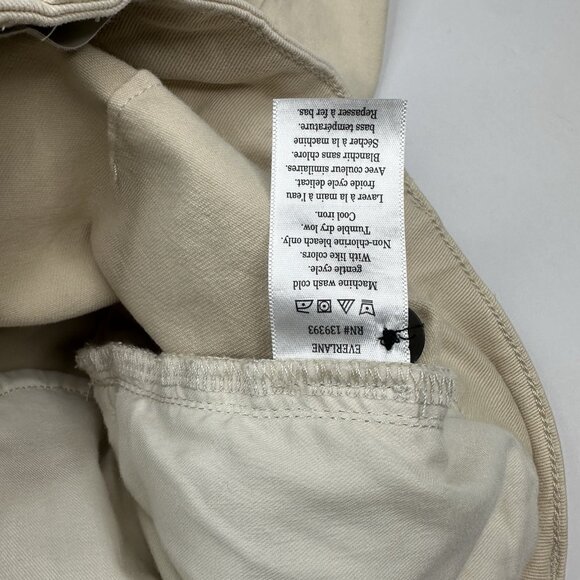 EVERLANE
RN# 139393
Machine wash cold
gentle cycle.
With like colors.
Non-chlorine bleach only.
Tumble dry low.
Cool iron.
Laver à la main à l'eau
froide cycle delicat.
Avec couleur similaires.
Blanchir sans chlore.
Sécher à la machine
bass température.
Repasser à fer bas.